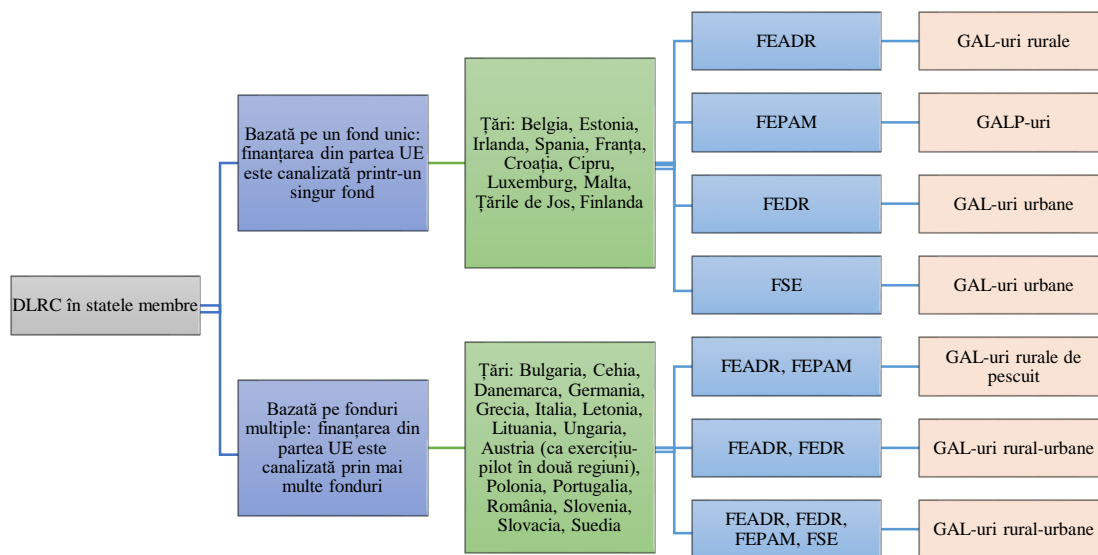 DLRC în statele membre
Bazată pe un fond unic:
finanțarea din partea UE
este canalizată printr-un
singur fond
Țări: Belgia, Estonia,
Irlanda, Spania, Franța,
Croația, Cipru,
Luxemburg, Malta,
Țările de Jos, Finlanda
FEADR
GAL-uri rurale
FEPAM
GALP-uri
FEDR
GAL-uri urbane
FSE
GAL-uri urbane
Bazată pe fonduri
multiple: finanțarea din
partea UE este
canalizată prin mai
multe fonduri
Țări: Bulgaria, Cehia,
Danemarca, Germania,
Grecia, Italia, Letonia,
Lituania, Ungaria,
Austria (ca exercițiu-
pilot în două regiuni),
Polonia, Portugalia,
România, Slovenia,
Slovacia, Suedia
FEADR, FEPAM
GAL-uri rurale de
pescuit
FEADR, FEDR
GAL-uri rural-urbane
FEADR, FEDR,
FEPAM, FSE
GAL-uri rural-urbane